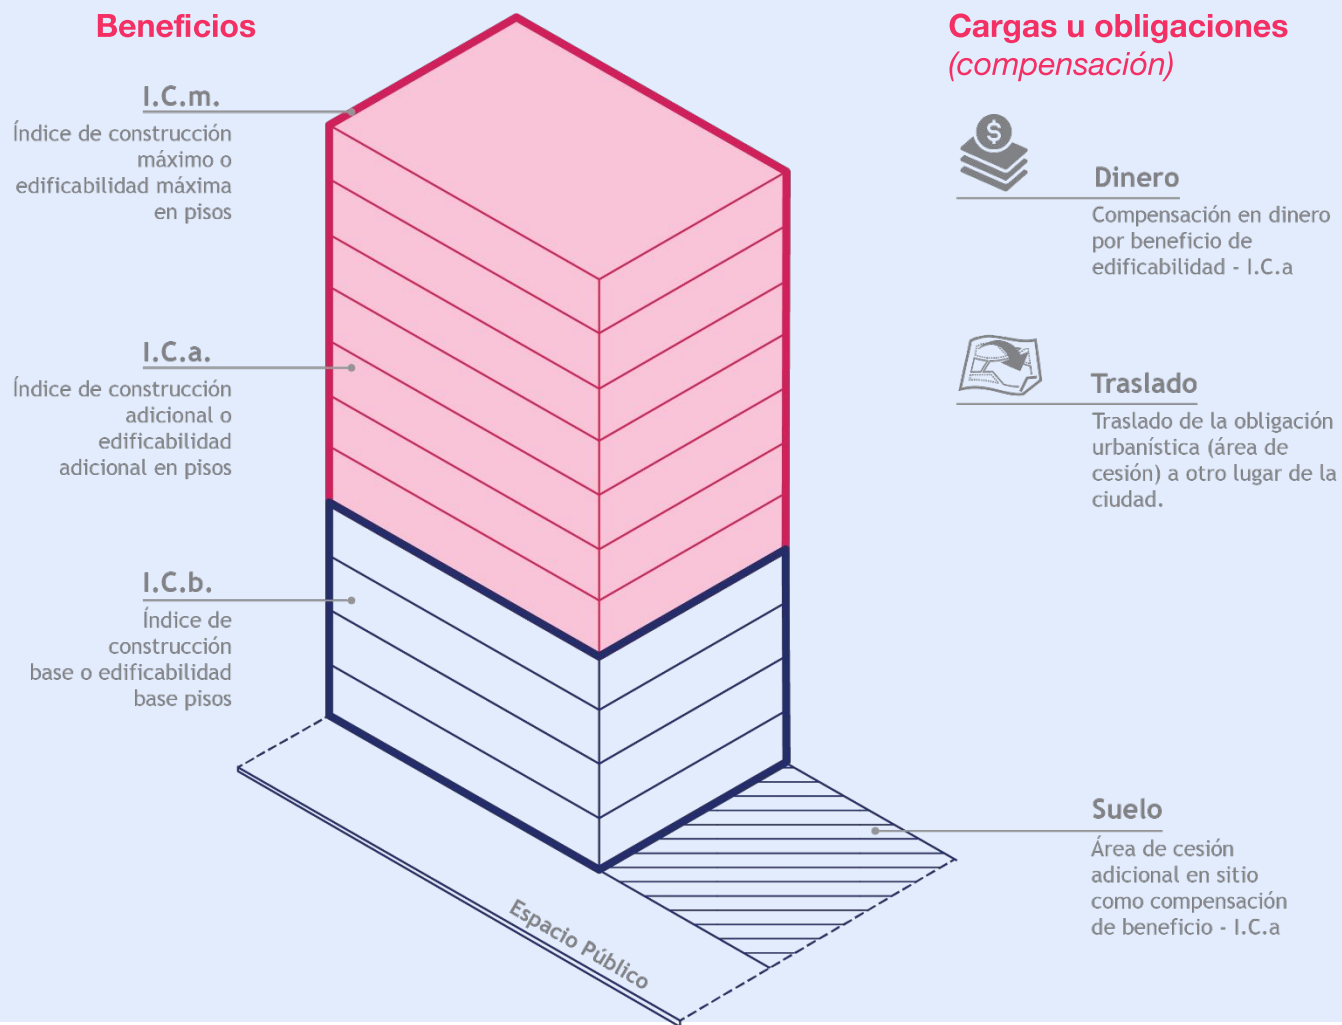 Beneficios
I.C.m.
Índice de construcción
máximo o
edificabilidad máxima
en pisos
I.C.a.
Índice de construcción
adicional o
edificabilidad
adicional en pisos
I.C.b.
Índice de
construcción
base o edificabilidad
base pisos
Espacio Público
Cargas u obligaciones
(compensación)
$
Dinero
Compensación en dinero
por beneficio de
edificabilidad - I.C.a
Traslado
Traslado de la obligación
urbanística (área de
cesión) a otro lugar de la
ciudad.
Suelo
Área de cesión
adicional en sitio
como compensación
de beneficio - I.C.a